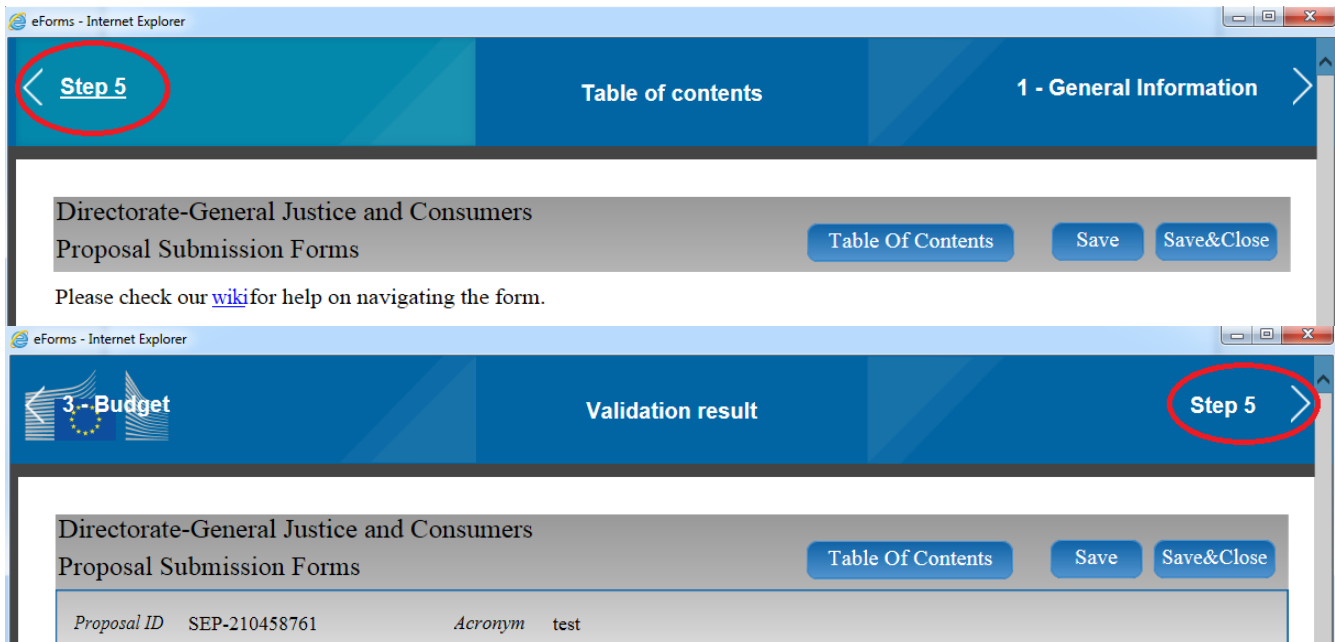 eForms - Internet Explorer
Step 5
Table of contents
1 - General Information
Directorate-General Justice and Consumers
Proposal Submission Forms
Table Of Contents
Save
Save&Close
Please check our wikifor help on navigating the form.
eForms - Internet Explorer
3 - Budget
Validation result
Step 5
Directorate-General Justice and Consumers
Proposal Submission Forms
Table Of Contents
Save
Save&Close
Proposal ID SEP-210458761 Acronym test